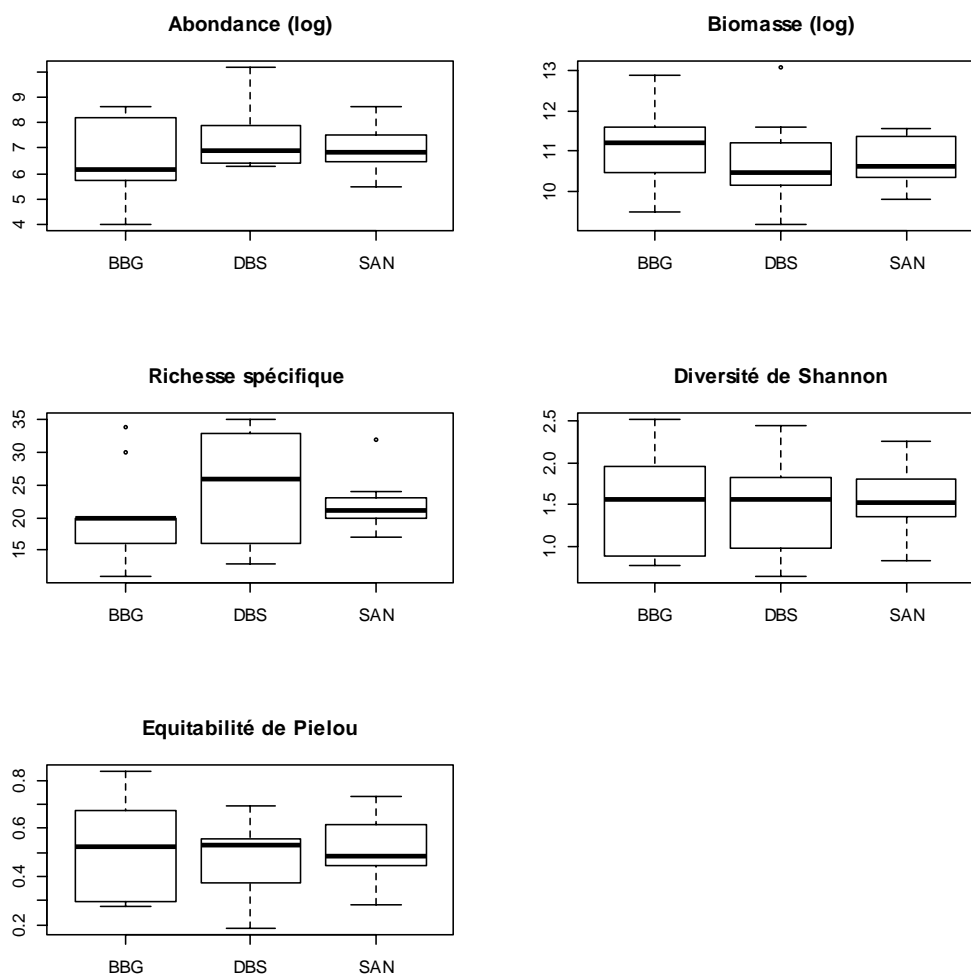 Abondance (log)
9
8
7
6
5
4
BBG DBS SAN
Biomasse (log)
13
12
11
10
BBG DBS SAN
Richesse spécifique
35
30
25
20
15
BBG DBS SAN
Diversité de Shannon
2.5
2.0
1.5
1.0
BBG DBS SAN
Equitabilité de Pielou
0.8
0.6
0.4
0.2
BBG DBS SAN